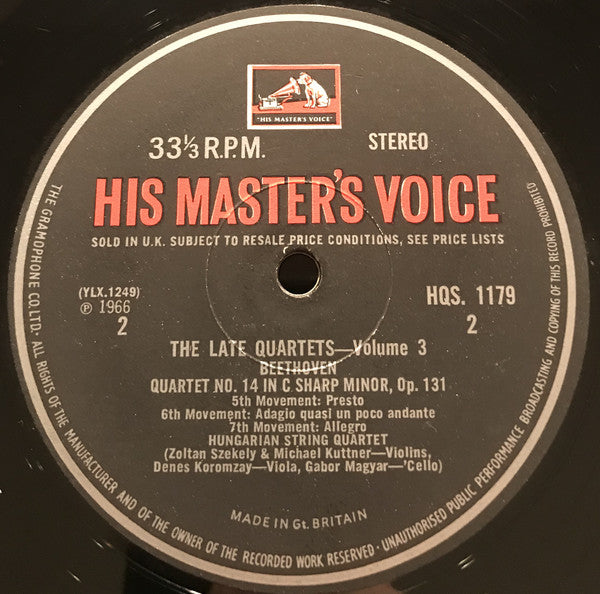 "HIS MASTER'S VOICE"
33⅓ R.P.M.
STEREO
HIS MASTER'S VOICE
SOLD IN U.K. SUBJECT TO RESALE PRICE CONDITIONS, SEE PRICE LISTS
(YLX.1249)
℗ 1966
2
HQS. 1179
2
THE LATE QUARTETS—Volume 3
BEETHOVEN
QUARTET NO. 14 IN C SHARP MINOR, Op. 131
5th Movement: Presto
6th Movement: Adagio quasi un poco andante
7th Movement: Allegro
HUNGARIAN STRING QUARTET
(Zoltan Szekely & Michael Kuttner—Violins,
Denes Koromzay—Viola, Gabor Magyar—'Cello)
MADE IN Gt. BRITAIN
THE GRAMOPHONE CO. LTD · ALL RIGHTS OF THE MANUFACTURER AND OF THE OWNER OF THE RECORDED WORK RESERVED · UNAUTHORISED PUBLIC PERFORMANCE BROADCASTING AND COPYING OF THIS RECORD PROHIBITED